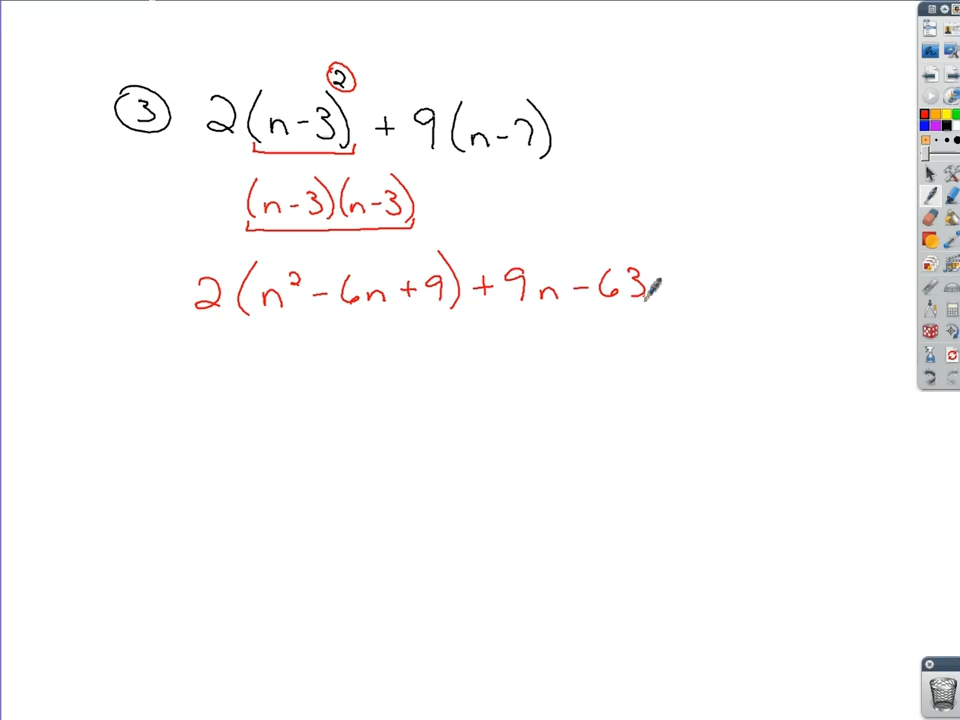 ③ 2(n-3)² + 9(n-7)
(n-3)(n-3)
2(n² - 6n + 9) + 9n - 63